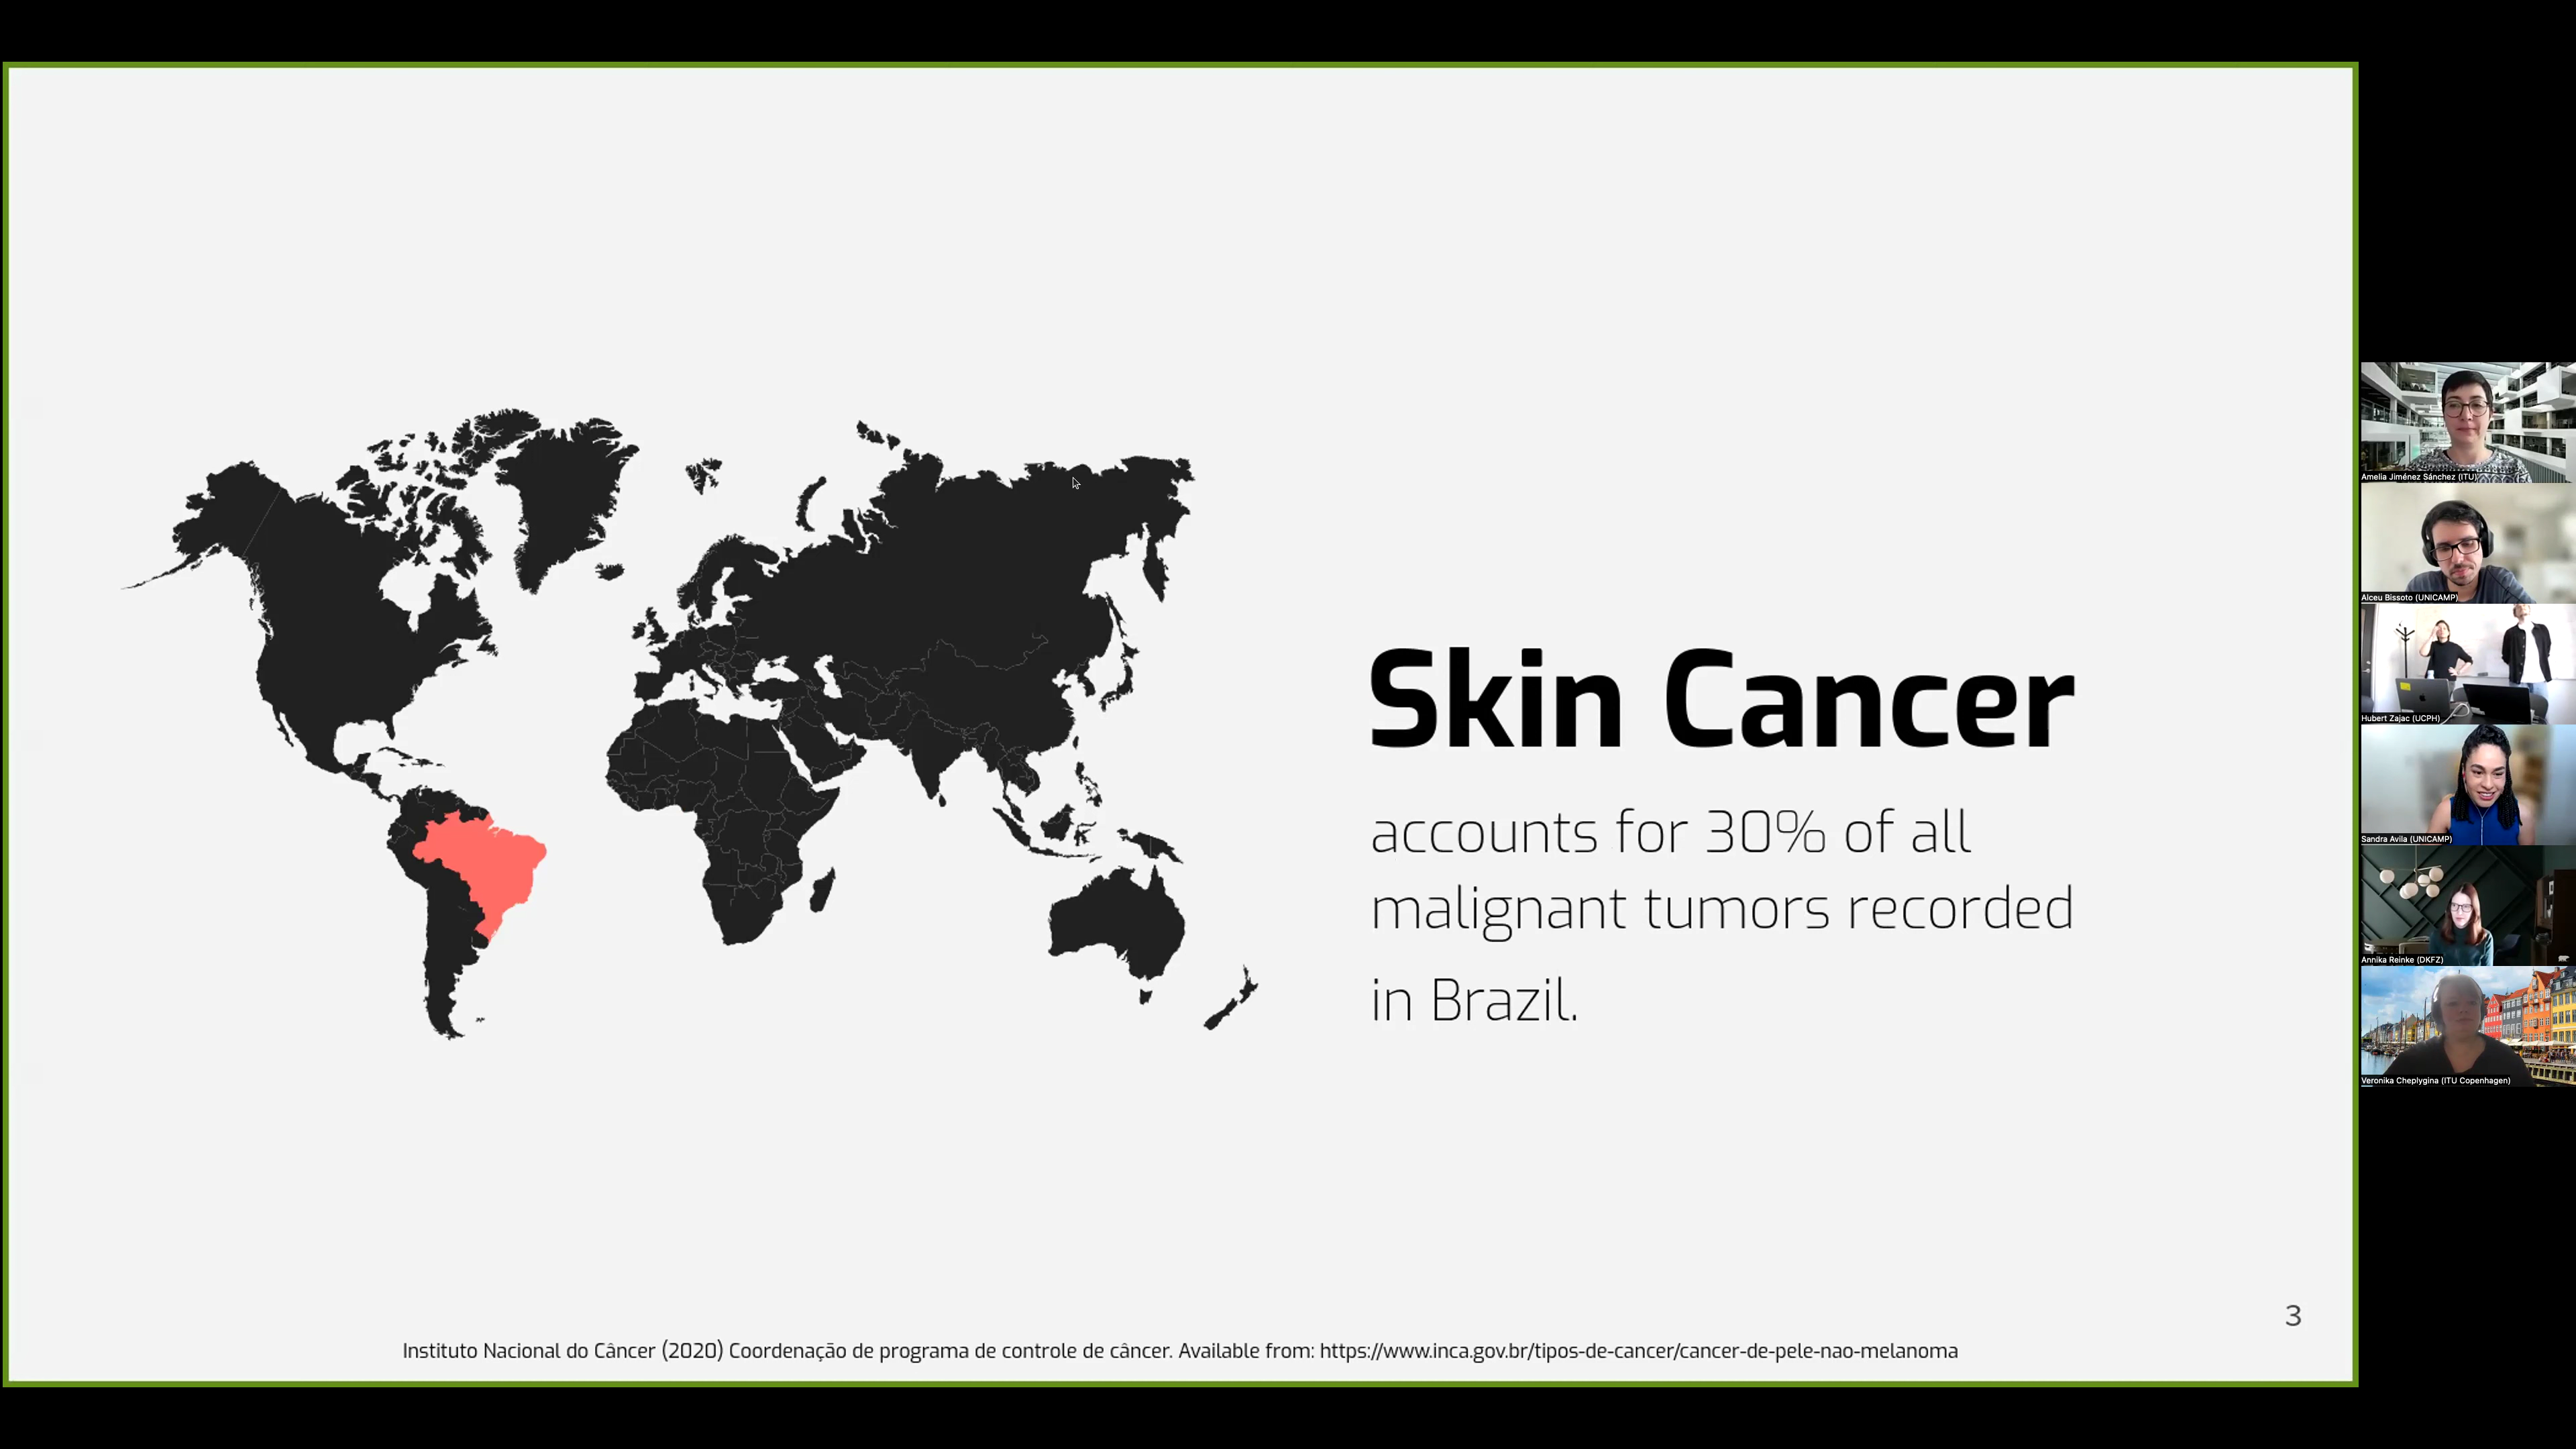 Skin Cancer
accounts for 30% of all
malignant tumors recorded
in Brazil.
3
Instituto Nacional do Câncer (2020) Coordenação de programa de controle de câncer. Available from: https://www.inca.gov.br/tipos-de-cancer/cancer-de-pele-nao-melanoma
Amelia Jiménez Sánchez (ITU)
Alceu Bissoto (UNICAMP)
Hubert Zajac (UCPH)
Sandra Avila (UNICAMP)
Annika Reinke (DKFZ)
Veronika Cheplygina (ITU Copenhagen)